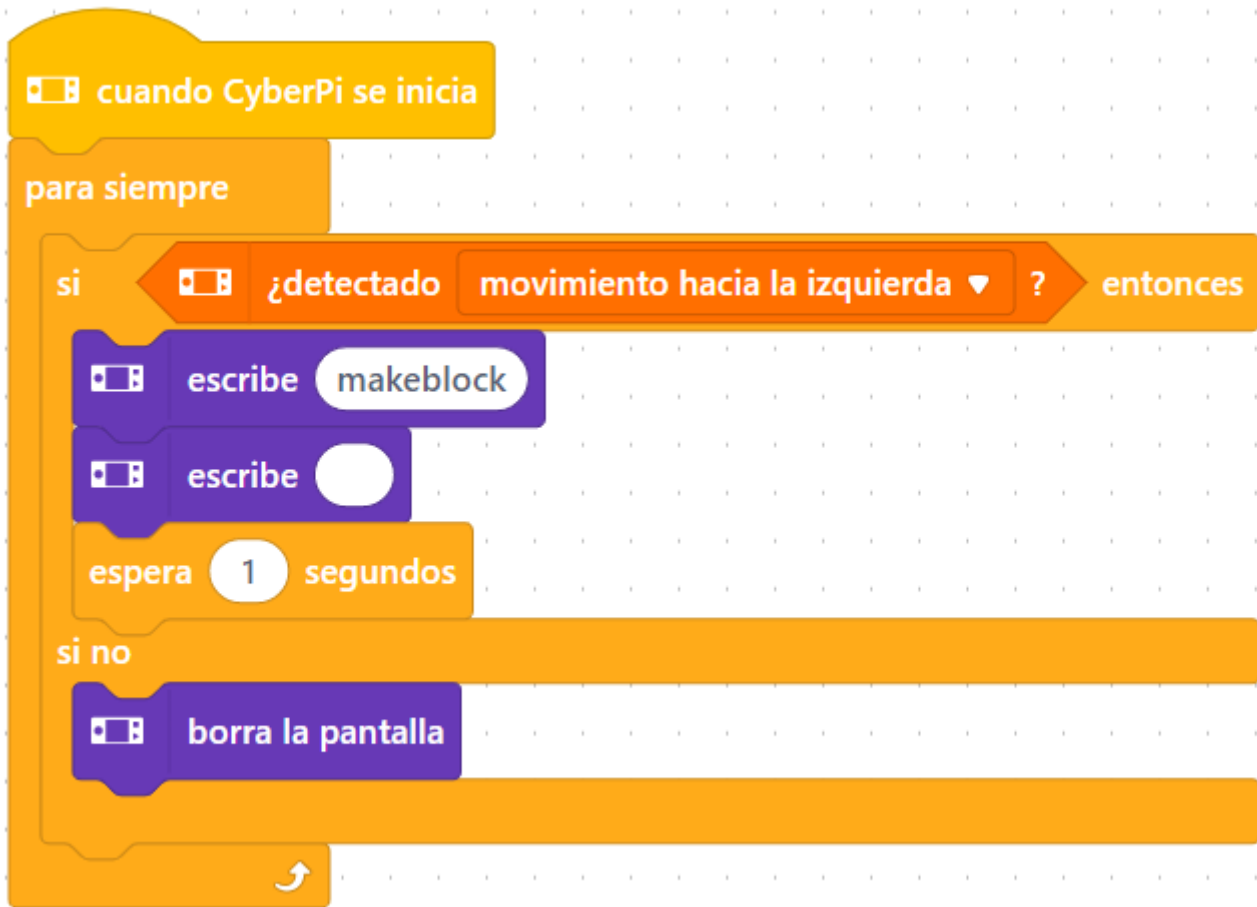 cuando CyberPi se inicia
para siempre
si ¿detectado movimiento hacia la izquierda ? entonces
escribe makeblock
escribe
espera 1 segundos
si no
borra la pantalla